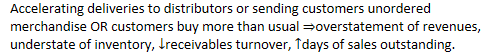 Accelerating deliveries to distributors or sending customers unordered
merchandise OR customers buy more than usual ⇒overstatement of revenues,
understate of inventory, ↓receivables turnover, ↑days of sales outstanding.